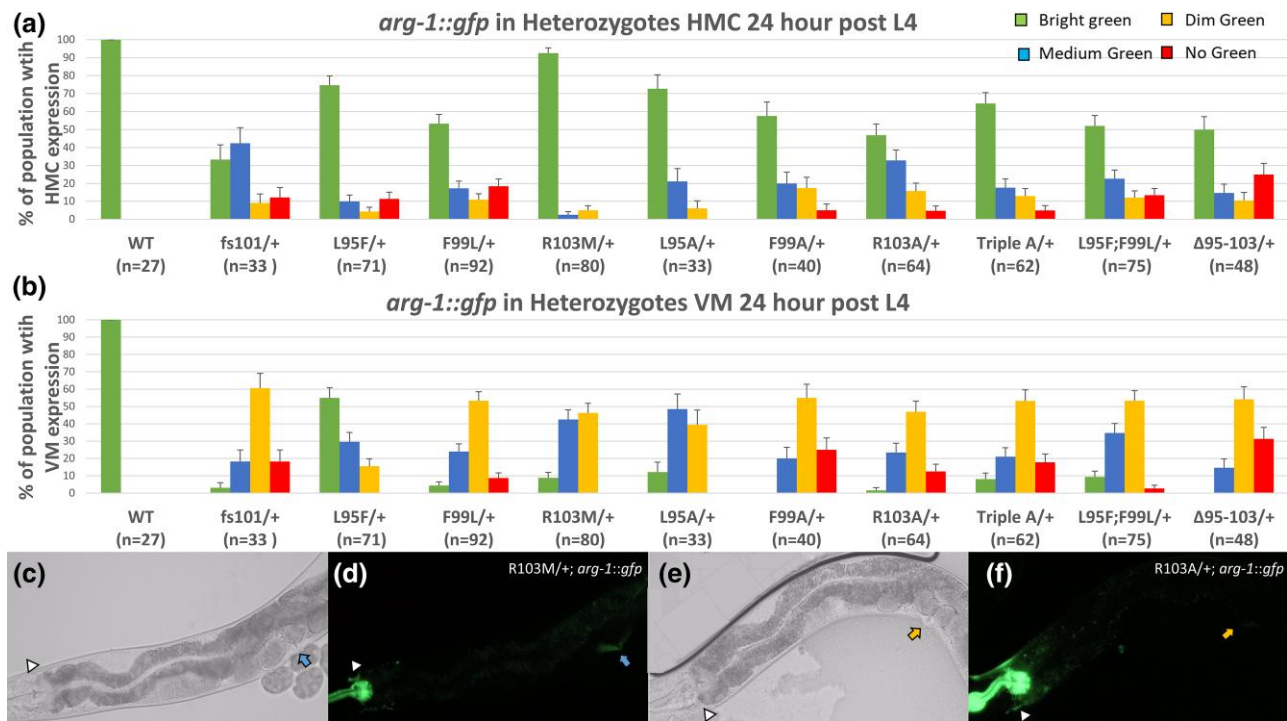 (a) arg-1::gfp in Heterozygotes HMC 24 hour post L4
Bright green Dim Green
Medium Green No Green
% of population wtih
HMC expression
100
90
80
70
60
50
40
30
20
10
0
WT fs101/+ L95F/+ F99L/+ R103M/+ L95A/+ F99A/+ R103A/+ Triple A/+ L95F;F99L/+ Δ95-103/+
(n=27) (n=33 ) (n=71) (n=92) (n=80) (n=33) (n=40) (n=64) (n=62) (n=75) (n=48)
(b) arg-1::gfp in Heterozygotes VM 24 hour post L4
% of population wtih
VM expression
100
90
80
70
60
50
40
30
20
10
0
WT fs101/+ L95F/+ F99L/+ R103M/+ L95A/+ F99A/+ R103A/+ Triple A/+ L95F;F99L/+ Δ95-103/+
(n=27) (n=33 ) (n=71) (n=92) (n=80) (n=33) (n=40) (n=64) (n=62) (n=75) (n=48)
(c) (d) R103M/+; arg-1::gfp (e) (f) R103A/+; arg-1::gfp